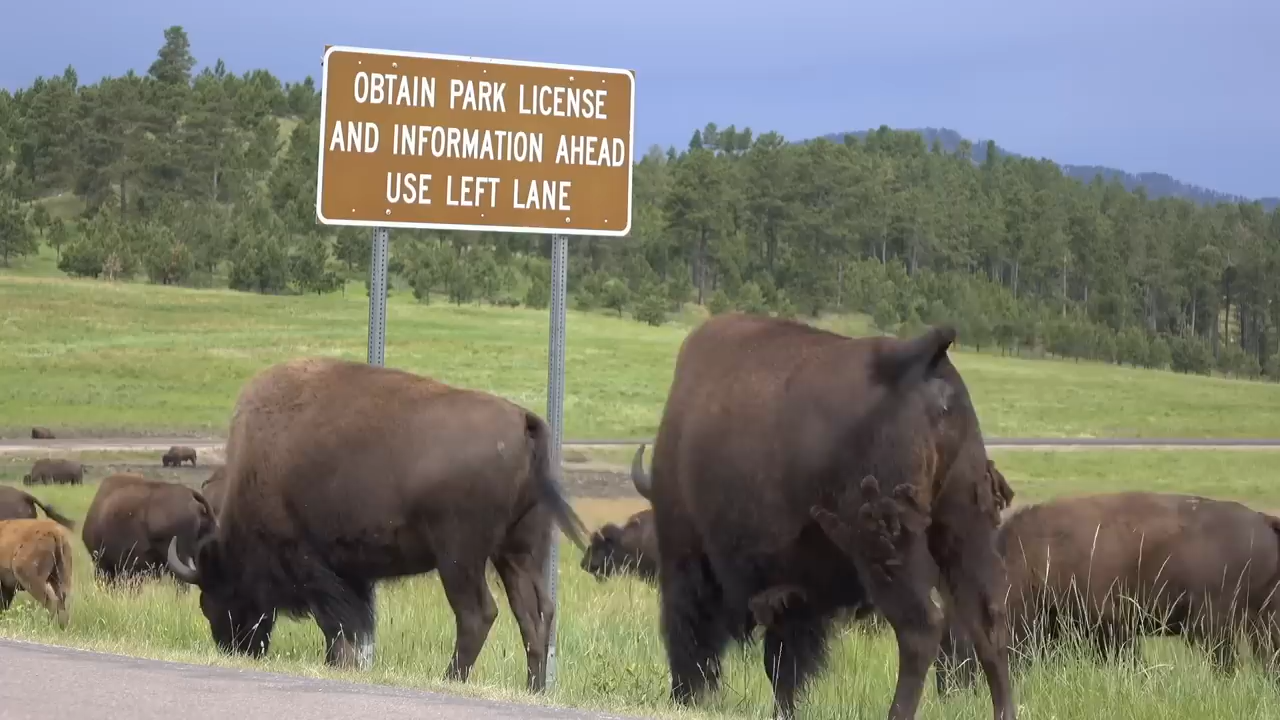 OBTAIN PARK LICENSE
AND INFORMATION AHEAD
USE LEFT LANE